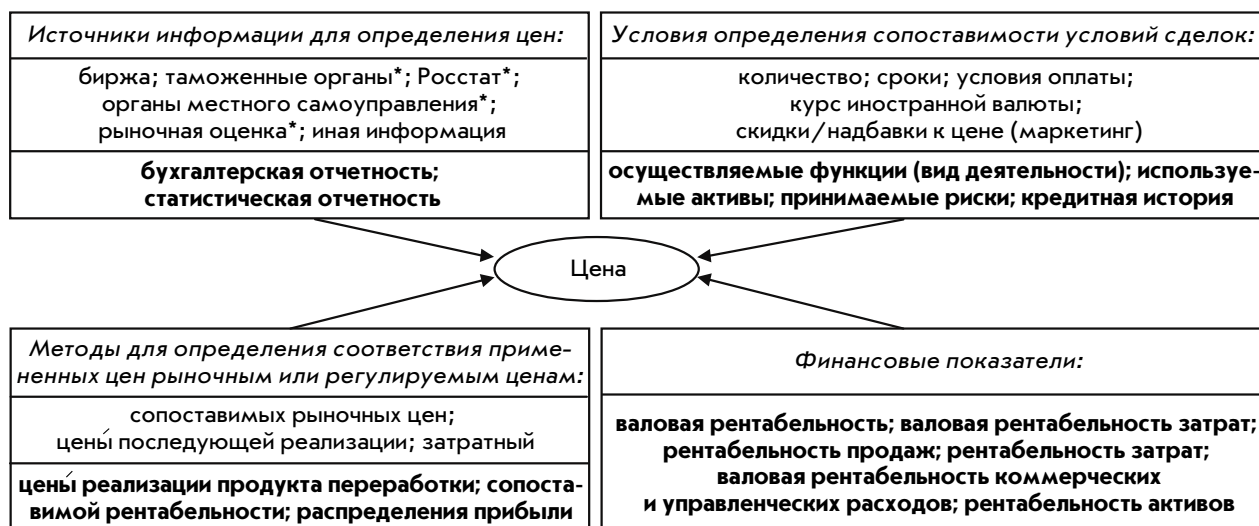 Источники информации для определения цен:
биржа; таможенные органы*; Росстат*;
органы местного самоуправления*;
рыночная оценка*; иная информация
бухгалтерская отчетность;
статистическая отчетность
Условия определения сопоставимости условий сделок:
количество; сроки; условия оплаты;
курс иностранной валюты;
скидки/надбавки к цене (маркетинг)
осуществляемые функции (вид деятельности); используе-
мые активы; принимаемые риски; кредитная история
Цена
Методы для определения соответствия приме-
ненных цен рыночным или регулируемым ценам:
сопоставимых рыночных цен;
цены́ последующей реализации; затратный
цены́ реализации продукта переработки; сопоста-
вимой рентабельности; распределения прибыли
Финансовые показатели:
валовая рентабельность; валовая рентабельность затрат;
рентабельность продаж; рентабельность затрат;
валовая рентабельность коммерческих
и управленческих расходов; рентабельность активов